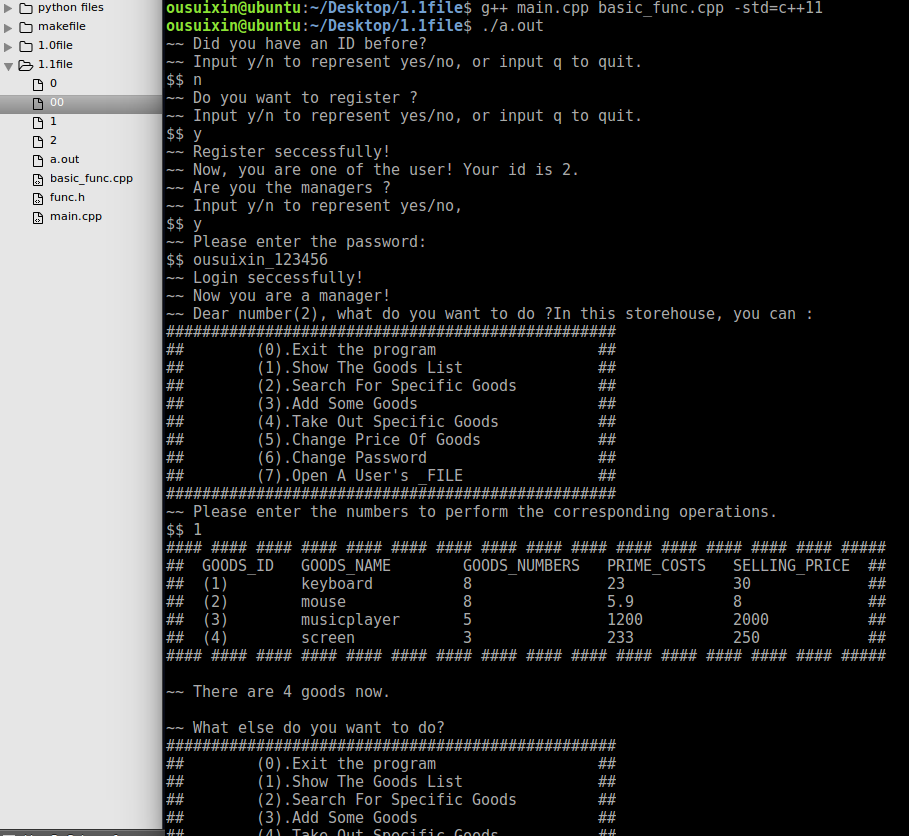 python files
makefile
1.0file
1.1file
0
00
1
2
a.out
basic_func.cpp
func.h
main.cpp
ousuixin@ubuntu:~/Desktop/1.1file$ g++ main.cpp basic_func.cpp -std=c++11
ousuixin@ubuntu:~/Desktop/1.1file$ ./a.out
~~ Did you have an ID before?
~~ Input y/n to represent yes/no, or input q to quit.
$$ n
~~ Do you want to register ?
~~ Input y/n to represent yes/no, or input q to quit.
$$ y
~~ Register seccessfully!
~~ Now, you are one of the user! Your id is 2.
~~ Are you the managers ?
~~ Input y/n to represent yes/no,
$$ y
~~ Please enter the password:
$$ ousuixin_123456
~~ Login seccessfully!
~~ Now you are a manager!
~~ Dear number(2), what do you want to do ?In this storehouse, you can :
##################################################
##        (0).Exit the program                  ##
##        (1).Show The Goods List               ##
##        (2).Search For Specific Goods         ##
##        (3).Add Some Goods                    ##
##        (4).Take Out Specific Goods           ##
##        (5).Change Price Of Goods             ##
##        (6).Change Password                   ##
##        (7).Open A User's _FILE               ##
##################################################
~~ Please enter the numbers to perform the corresponding operations.
$$ 1
#### #### #### #### #### #### #### #### #### #### #### #### #### #### #### #####
##  GOODS_ID   GOODS_NAME        GOODS_NUMBERS   PRIME_COSTS   SELLING_PRICE  ##
##  (1)        keyboard          8               23            30             ##
##  (2)        mouse             8               5.9           8              ##
##  (3)        musicplayer       5               1200          2000           ##
##  (4)        screen            3               233           250            ##
#### #### #### #### #### #### #### #### #### #### #### #### #### #### #### #####
~~ There are 4 goods now.
~~ What else do you want to do?
##################################################
##        (0).Exit the program                  ##
##        (1).Show The Goods List               ##
##        (2).Search For Specific Goods         ##
##        (3).Add Some Goods                    ##
##        (4).Take Out Specific Goods           ##